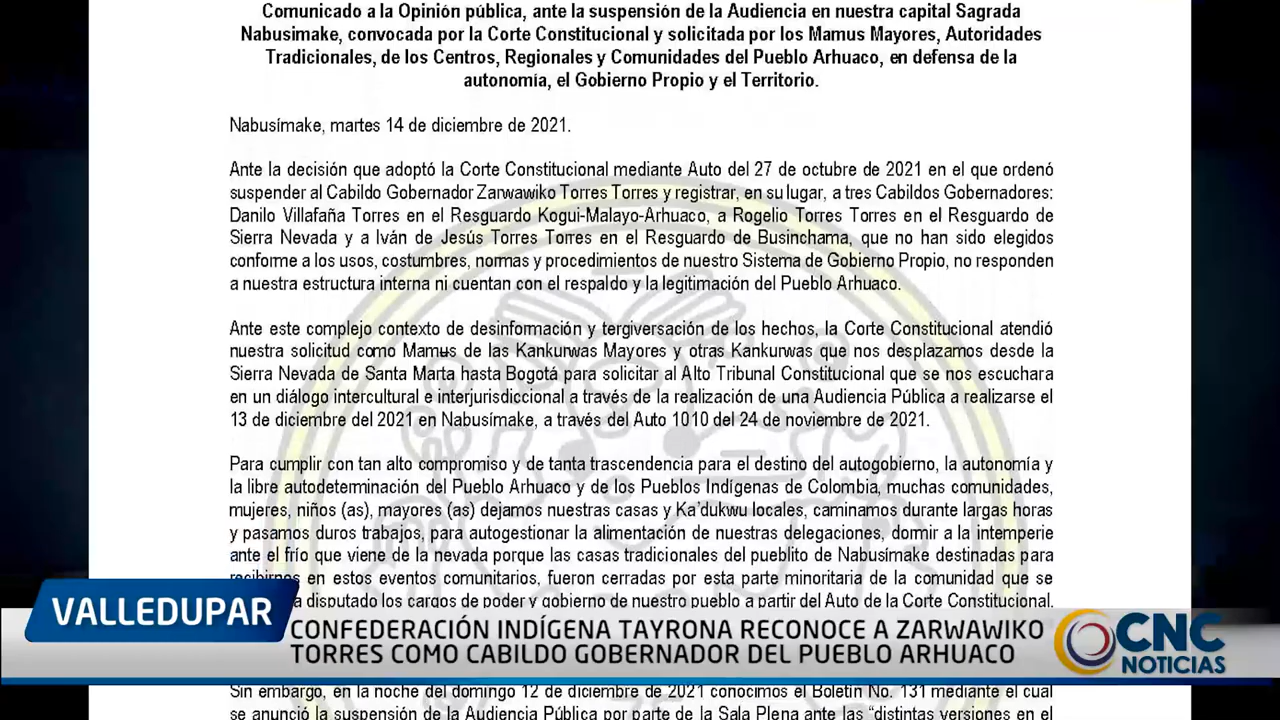 Comunicado a la Opinión pública, ante la suspensión de la Audiencia en nuestra capital Sagrada
Nabusimake, convocada por la Corte Constitucional y solicitada por los Mamus Mayores, Autoridades
Tradicionales, de los Centros, Regionales y Comunidades del Pueblo Arhuaco, en defensa de la
autonomía, el Gobierno Propio y el Territorio.
Nabusímake, martes 14 de diciembre de 2021.
Ante la decisión que adoptó la Corte Constitucional mediante Auto del 27 de octubre de 2021 en el que ordenó
suspender al Cabildo Gobernador Zarwawiko Torres Torres y registrar, en su lugar, a tres Cabildos Gobernadores:
Danilo Villafaña Torres en el Resguardo Kogui-Malayo-Arhuaco, a Rogelio Torres Torres en el Resguardo de
Sierra Nevada y a Iván de Jesús Torres Torres en el Resguardo de Businchama, que no han sido elegidos
conforme a los usos, costumbres, normas y procedimientos de nuestro Sistema de Gobierno Propio, no responden
a nuestra estructura interna ni cuentan con el respaldo y la legitimación del Pueblo Arhuaco.
Ante este complejo contexto de desinformación y tergiversación de los hechos, la Corte Constitucional atendió
nuestra solicitud como Mamus de las Kankurwas Mayores y otras Kankurwas que nos desplazamos desde la
Sierra Nevada de Santa Marta hasta Bogotá para solicitar al Alto Tribunal Constitucional que se nos escuchara
en un diálogo intercultural e interjurisdiccional a través de la realización de una Audiencia Pública a realizarse el
13 de diciembre del 2021 en Nabusímake, a través del Auto 1010 del 24 de noviembre de 2021.
Para cumplir con tan alto compromiso y de tanta trascendencia para el destino del autogobierno, la autonomía y
la libre autodeterminación del Pueblo Arhuaco y de los Pueblos Indígenas de Colombia, muchas comunidades,
mujeres, niños (as), mayores (as) dejamos nuestras casas y Ka'dukwu locales, caminamos durante largas horas
y pasamos duros trabajos, para autogestionar la alimentación de nuestras delegaciones, dormir a la intemperie
ante el frío que viene de la nevada porque las casas tradicionales del pueblito de Nabusímake destinadas para
recibirnos en estos eventos comunitarios, fueron cerradas por esta parte minoritaria de la comunidad que se
a disputado los cargos de poder y gobierno de nuestro pueblo a partir del Auto de la Corte Constitucional.
VALLEDUPAR
CONFEDERACIÓN INDÍGENA TAYRONA RECONOCE A ZARWAWIKO
TORRES COMO CABILDO GOBERNADOR DEL PUEBLO ARHUACO
CNC
NOTICIAS
Sin embargo, en la noche del domingo 12 de diciembre de 2021 conocimos el Boletín No. 131 mediante el cual
se anunció la suspensión de la Audiencia Pública por parte de la Sala Plena ante las "distintas versiones en el